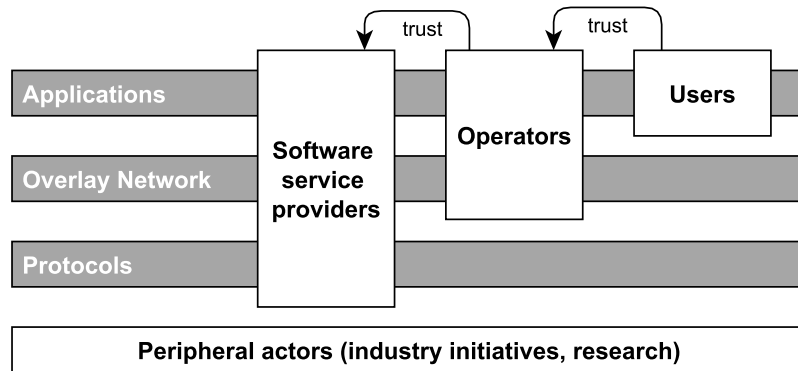 trust
trust
Applications
Users
Operators
Software
service
providers
Overlay Network
Protocols
Peripheral actors (industry initiatives, research)